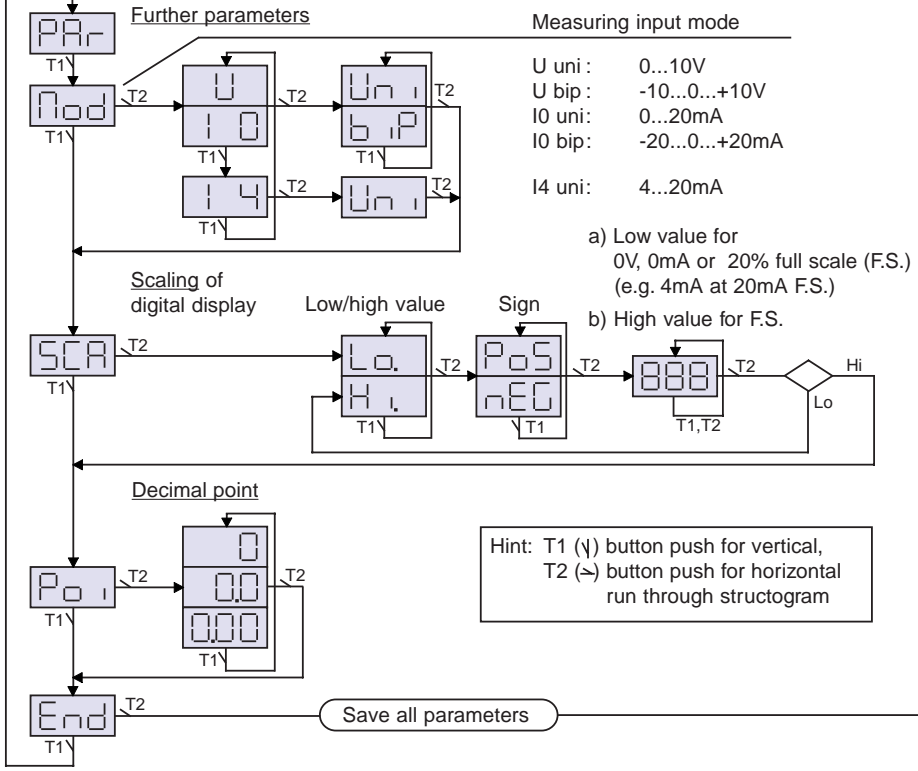 Further parameters
Measuring input mode
PAr
T1
Mod
T2
T1
U
I 0
T1
T2
Uni
biP
T2
T1
I 4
T1
T2
Uni
T2
U uni : 0...10V
U bip : -10...0...+10V
I0 uni: 0...20mA
I0 bip: -20...0...+20mA
I4 uni: 4...20mA
a) Low value for
0V, 0mA or 20% full scale (F.S.)
(e.g. 4mA at 20mA F.S.)
b) High value for F.S.
Scaling of
digital display
Low/high value
Sign
SCA
T2
T1
Lo.
Hi.
T2
T1
PoS
nEG
T2
T1
888
T2
T1,T2
Hi
Lo
Decimal point
Poi
T2
T1
0
0.0
0.00
T2
T1
Hint: T1 () button push for vertical,
T2 () button push for horizontal
run through structogram
End
T2
T1
Save all parameters